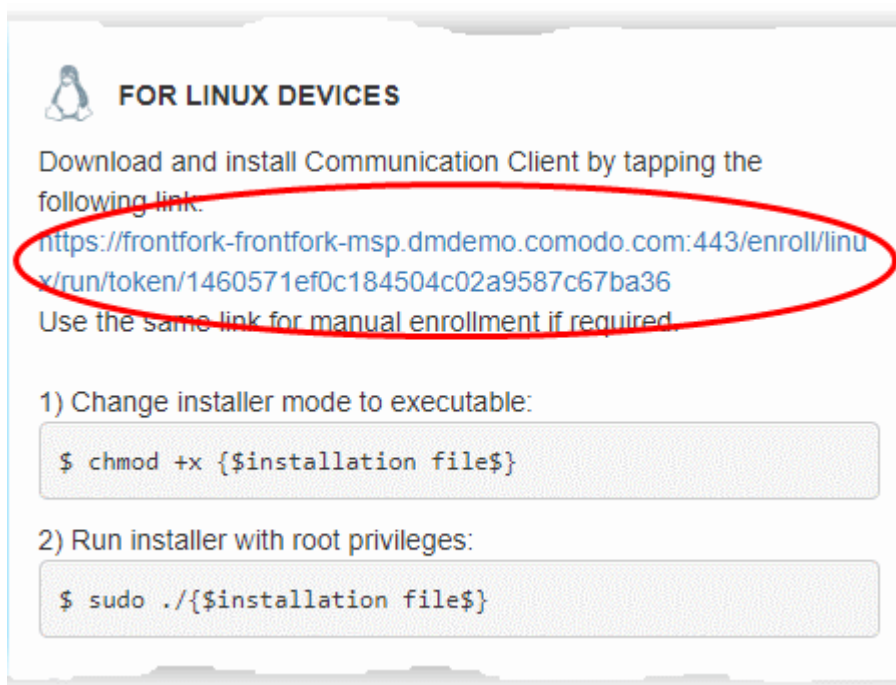 FOR LINUX DEVICES
Download and install Communication Client by tapping the
following link:
https://frontfork-frontfork-msp.dmdemo.comodo.com:443/enroll/linu
x/run/token/1460571ef0c184504c02a9587c67ba36
Use the same link for manual enrollment if required.
1) Change installer mode to executable:
$ chmod +x {$installation file$}
2) Run installer with root privileges:
$ sudo ./{$installation file$}